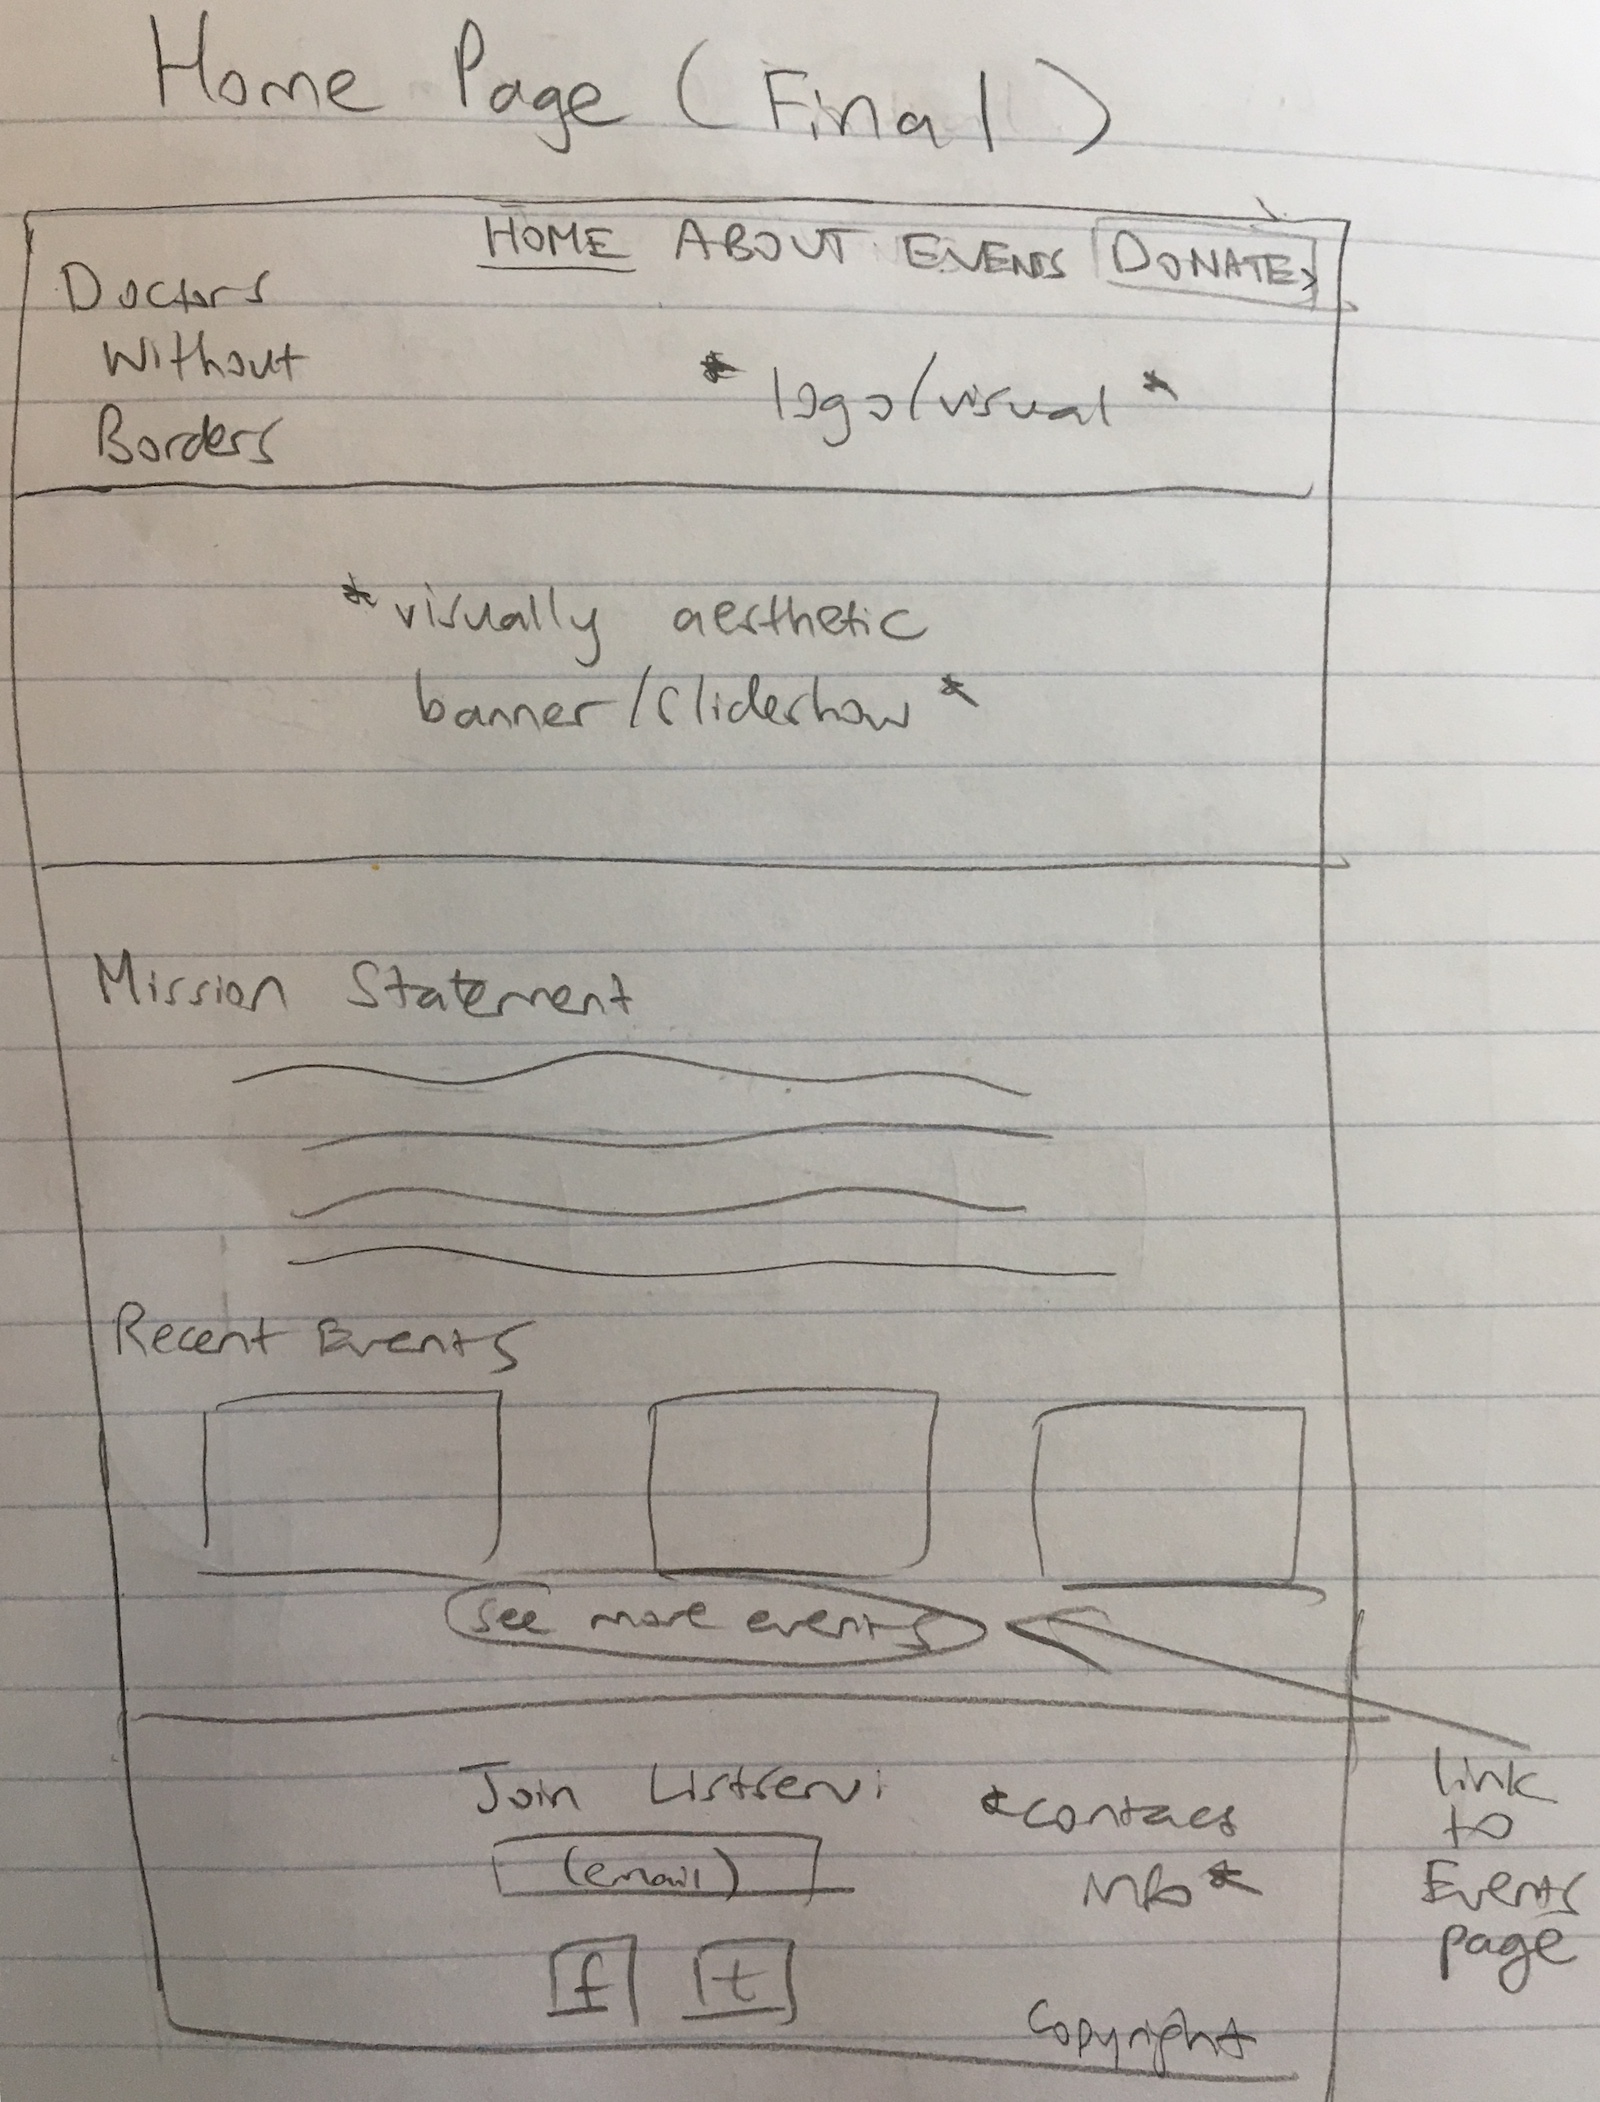 Home Page (Final)
HOME ABOUT EVENTS DONATE >
Doctors
Without
Borders
* logo/visual *
* visually aesthetic
banner/slideshow *
Mission Statement
Recent Events
See more events
Join Listserv:
(email)
f t
* contact
info *
Copyright
link
to
Events
page